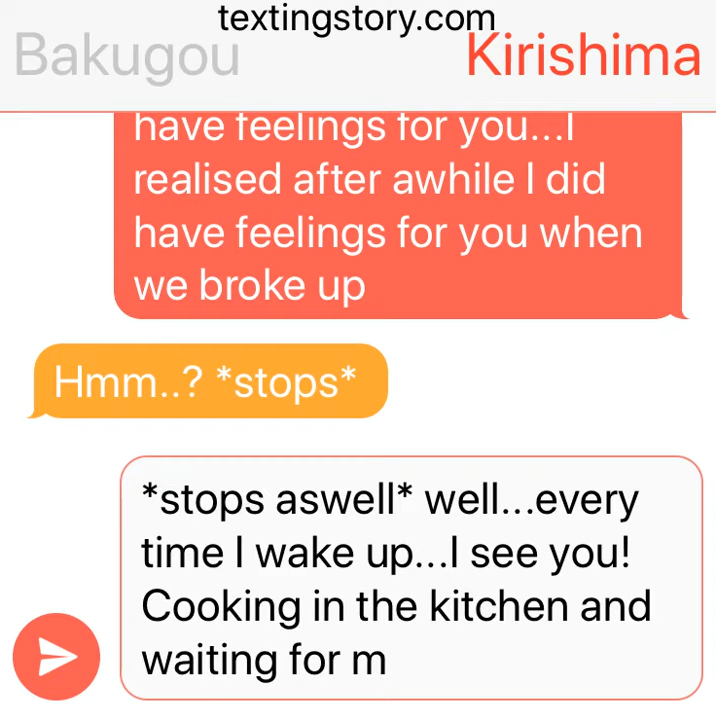 textingstory.com
Bakugou
Kirishima
have feelings for you...I
realised after awhile I did
have feelings for you when
we broke up
Hmm..? *stops*
*stops aswell* well...every
time I wake up...I see you!
Cooking in the kitchen and
waiting for m